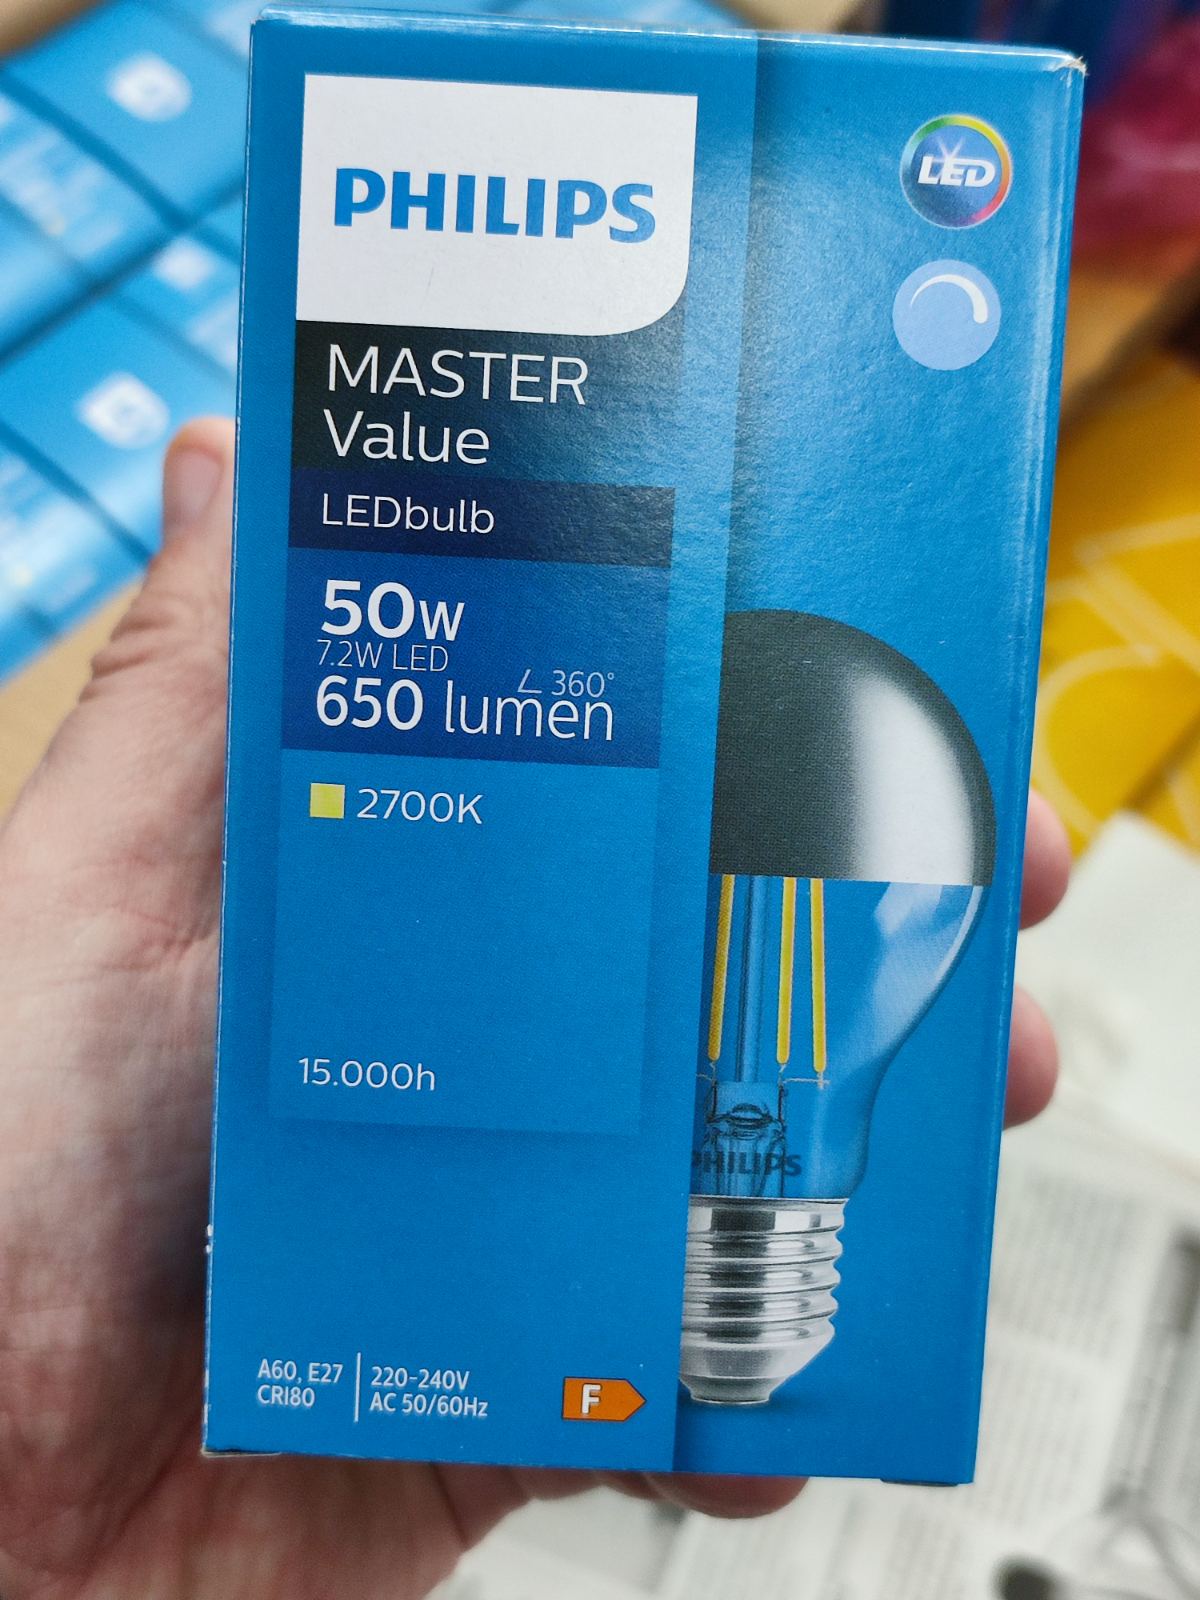 PHILIPS
LED
MASTER
Value
LEDbulb
50W
7.2W LED
∠ 360°
650 lumen
2700K
15.000h
PHILIPS
A60, E27
CRI80
220-240V
AC 50/60Hz
F